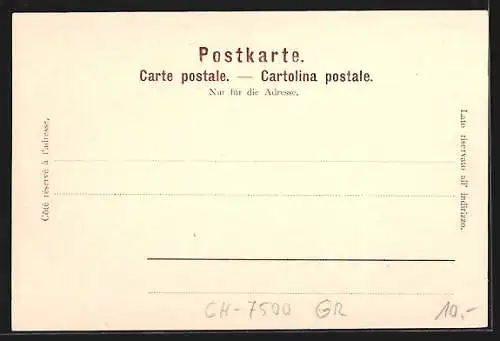 Postkarte.
Carte postale. — Cartolina postale.
Nur für die Adresse.
Côté réservé à l'adresse.
Lato riservato all' indirizzo.
CH-7500 GR 10.-